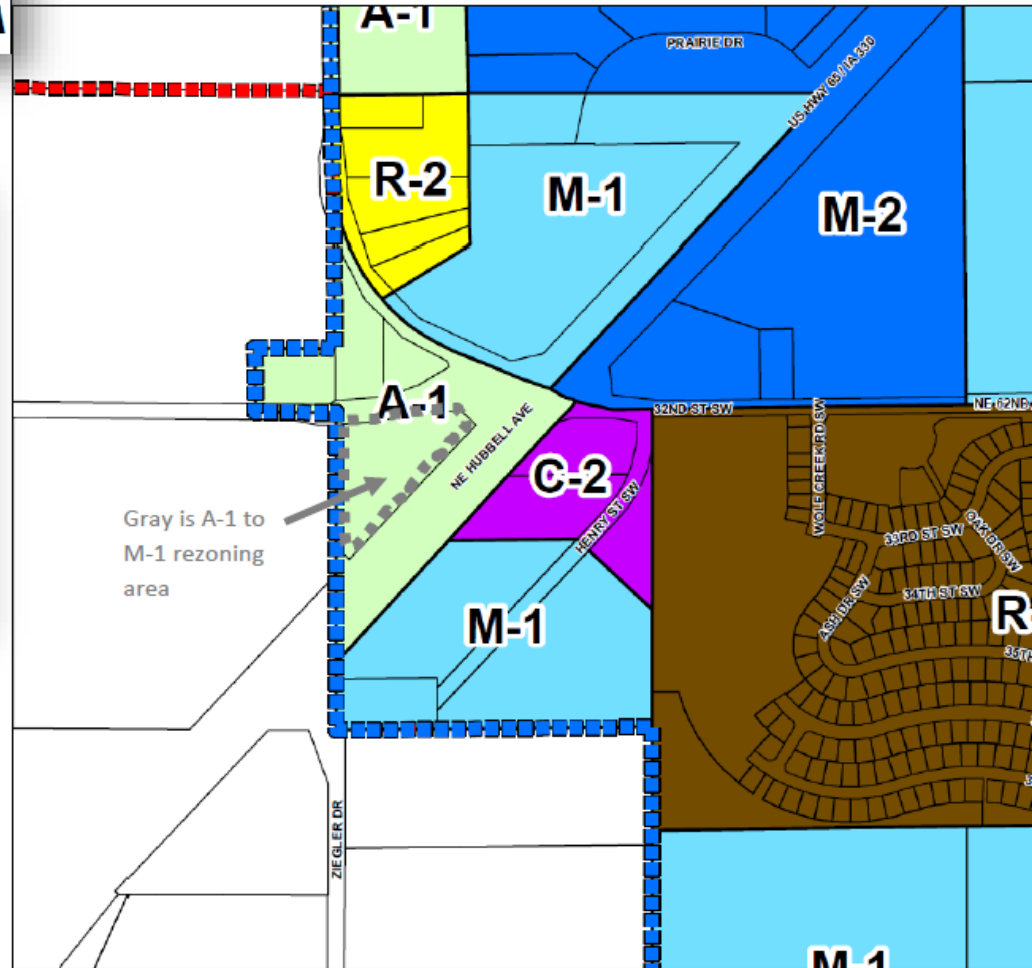 A-1
PRAIRIE DR
US HWY 65 / IA 330
R-2
M-1
M-2
A-1
32ND ST SW
NE 62ND
NE HUBBELL AVE
WOLF CREEK RD SW
C-2
HENRY ST SW
Gray is A-1 to
M-1 rezoning
area
33RD ST SW
OAK DR SW
34TH ST SW
ASH DR SW
M-1
R-
35TH
ZIEGLER DR
M-1